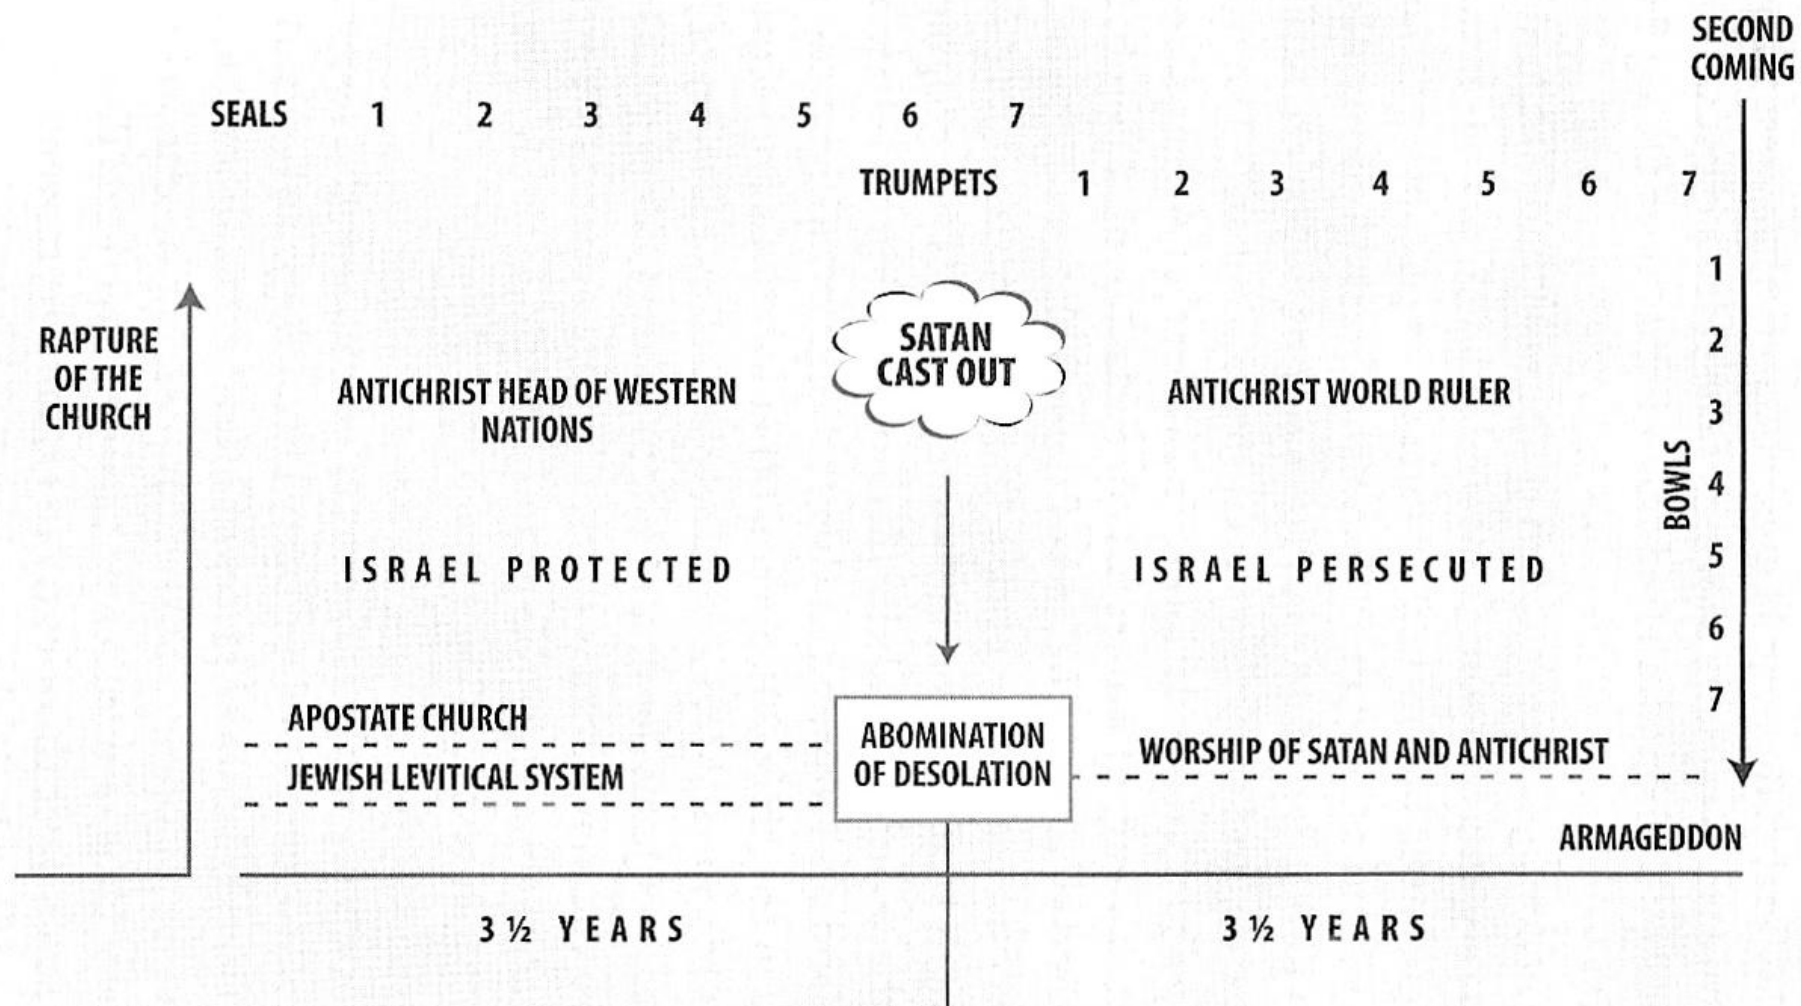 SECOND
COMING
SEALS 1 2 3 4 5 6 7
TRUMPETS 1 2 3 4 5 6 7
RAPTURE
OF THE
CHURCH
ANTICHRIST HEAD OF WESTERN
NATIONS
SATAN
CAST OUT
ANTICHRIST WORLD RULER
BOWLS
1
2
3
4
5
6
7
ISRAEL PROTECTED
ISRAEL PERSECUTED
APOSTATE CHURCH
JEWISH LEVITICAL SYSTEM
ABOMINATION
OF DESOLATION
WORSHIP OF SATAN AND ANTICHRIST
ARMAGEDDON
3 ½ YEARS
3 ½ YEARS